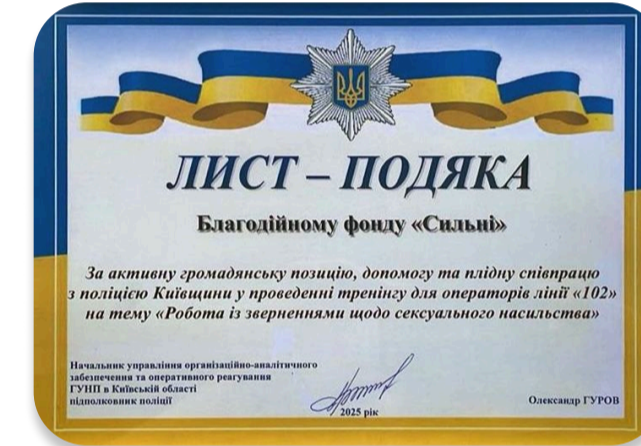 ЛИСТ – ПОДЯКА
Благодійному фонду «Сильні»
За активну громадянську позицію, допомогу та плідну співпрацю
з поліцією Київщини у проведенні тренінгу для операторів лінії «102»
на тему «Робота із зверненнями щодо сексуального насильства»
Начальник управління організаційно-аналітичного
забезпечення та оперативного реагування
ГУНП в Київській області
підполковник поліції
2025 рік
Олександр ГУРОВ